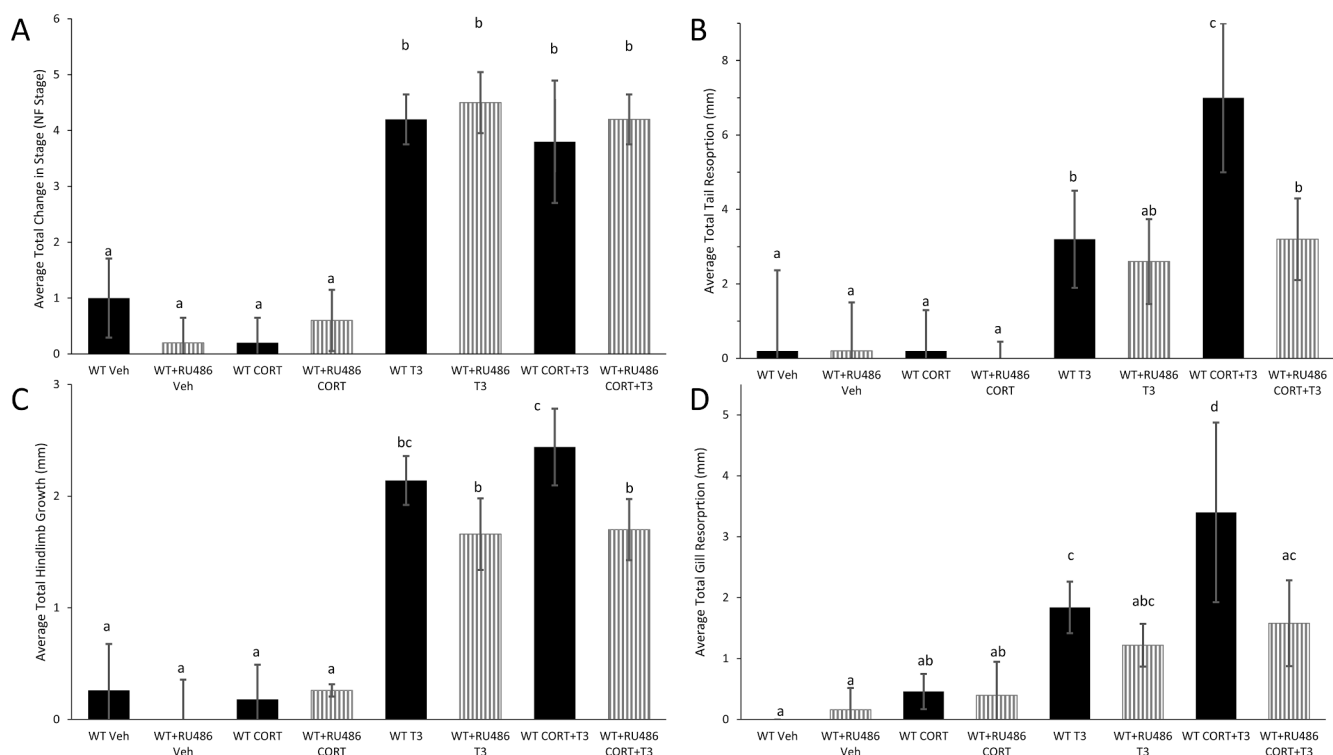 A
Average Total Change in Stage (NF Stage)
6
5
4
3
2
1
0
a
a
a
a
b
b
b
b
WT Veh
WT+RU486
Veh
WT CORT
WT+RU486
CORT
WT T3
WT+RU486
T3
WT CORT+T3
WT+RU486
CORT+T3
B
Average Total Tail Resoprtion (mm)
8
6
4
2
0
a
a
a
a
b
ab
c
b
WT Veh
WT+RU486
Veh
WT CORT
WT+RU486
CORT
WT T3
WT+RU486
T3
WT CORT+T3
WT+RU486
CORT+T3
C
Average Total Hindlimb Growth (mm)
3
2
1
0
a
a
a
a
bc
b
c
b
WT Veh
WT+RU486
Veh
WT CORT
WT+RU486
CORT
WT T3
WT+RU486
T3
WT CORT+T3
WT+RU486
CORT+T3
D
Average Total Gill Resorprtion (mm)
5
4
3
2
1
0
a
a
ab
ab
c
abc
d
ac
WT Veh
WT+RU486
Veh
WT CORT
WT+RU486
CORT
WT T3
WT+RU486
T3
WT CORT+T3
WT+RU486
CORT+T3